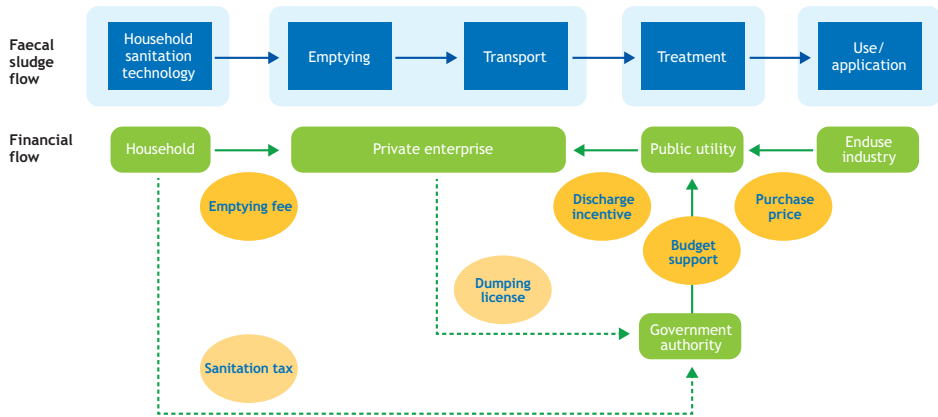 Faecal
sludge
flow
Household
sanitation
technology
Emptying
Transport
Treatment
Use/
application
Financial
flow
Household
Private enterprise
Public utility
Enduse
industry
Emptying fee
Discharge
incentive
Purchase
price
Budget
support
Dumping
license
Government
authority
Sanitation tax